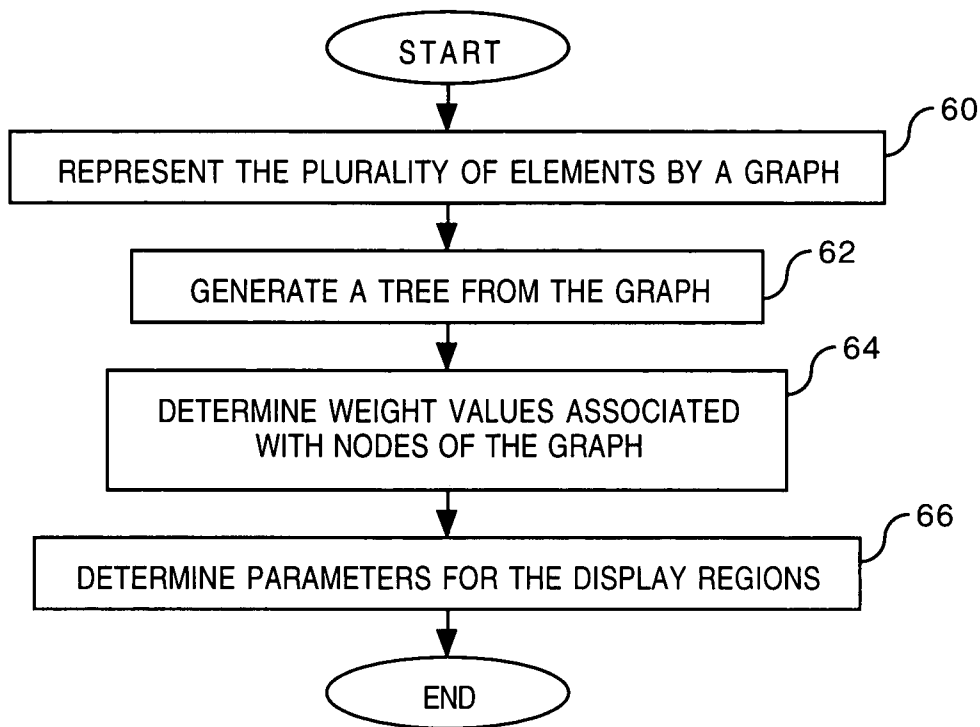 START
60
REPRESENT THE PLURALITY OF ELEMENTS BY A GRAPH
62
GENERATE A TREE FROM THE GRAPH
64
DETERMINE WEIGHT VALUES ASSOCIATED
WITH NODES OF THE GRAPH
66
DETERMINE PARAMETERS FOR THE DISPLAY REGIONS
END